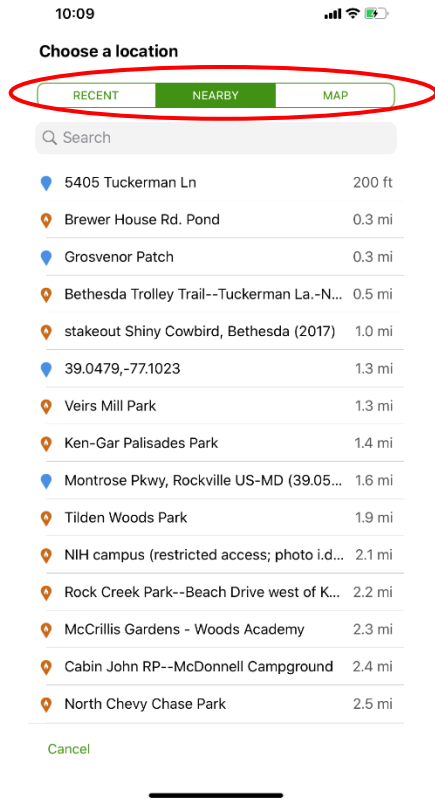 10:09
Choose a location
RECENT NEARBY MAP
Search
5405 Tuckerman Ln 200 ft
Brewer House Rd. Pond 0.3 mi
Grosvenor Patch 0.3 mi
Bethesda Trolley Trail--Tuckerman La.-N... 0.5 mi
stakeout Shiny Cowbird, Bethesda (2017) 1.0 mi
39.0479,-77.1023 1.3 mi
Veirs Mill Park 1.3 mi
Ken-Gar Palisades Park 1.4 mi
Montrose Pkwy, Rockville US-MD (39.05... 1.6 mi
Tilden Woods Park 1.9 mi
NIH campus (restricted access; photo i.d... 2.1 mi
Rock Creek Park--Beach Drive west of K... 2.2 mi
McCrillis Gardens - Woods Academy 2.3 mi
Cabin John RP--McDonnell Campground 2.4 mi
North Chevy Chase Park 2.5 mi
Cancel